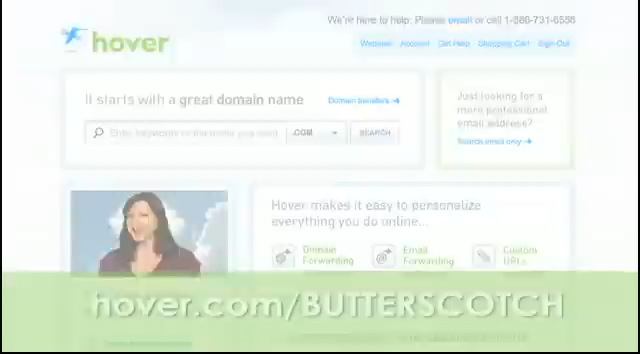 We're here to help. Please email or call 1-866-731-6556
hover
Webmail Account Get Help Shopping Cart Sign Out
It starts with a great domain name
Domain transfers
.COM
SEARCH
Just looking for a
more professional
email address?
Search email only
Hover makes it easy to personalize
everything you do online...
Domain
Forwarding
Email
Forwarding
Custom
URLs
hover.com/BUTTERSCOTCH